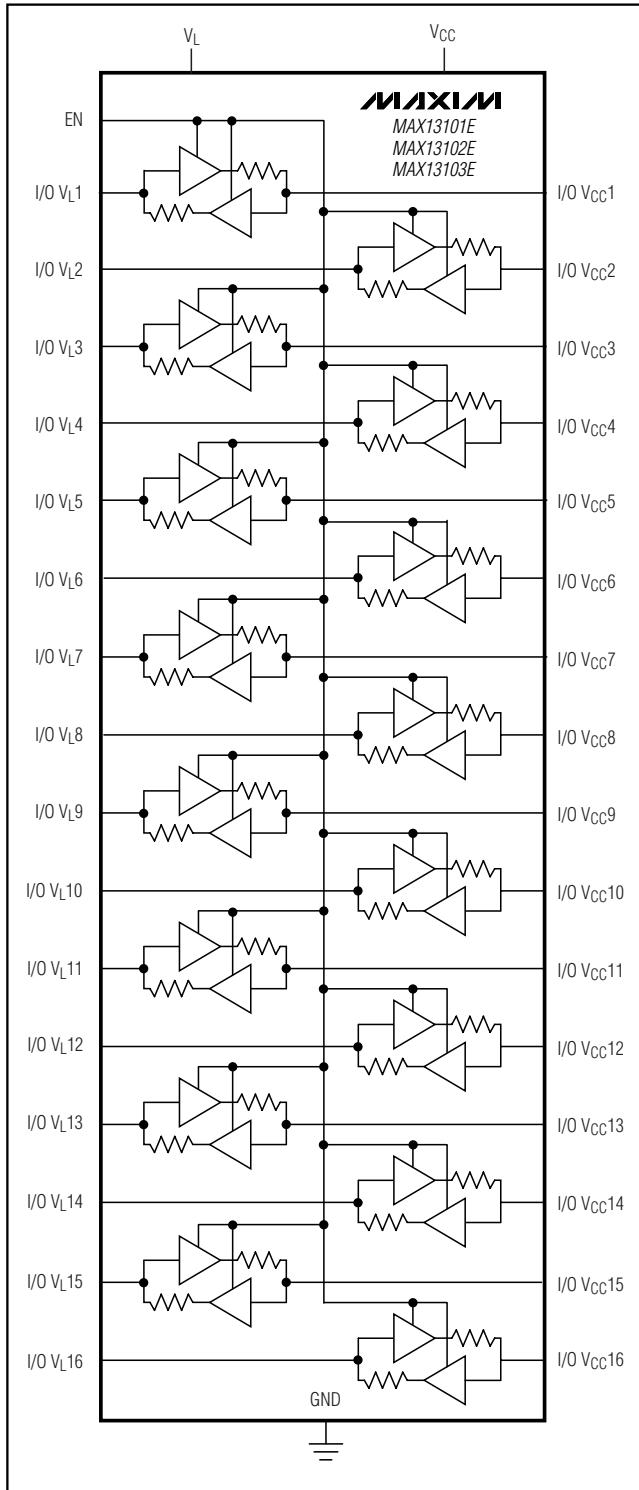 VL VCC
EN
MAXIM
MAX13101E
MAX13102E
MAX13103E
I/O VL1 I/O VCC1
I/O VL2 I/O VCC2
I/O VL3 I/O VCC3
I/O VL4 I/O VCC4
I/O VL5 I/O VCC5
I/O VL6 I/O VCC6
I/O VL7 I/O VCC7
I/O VL8 I/O VCC8
I/O VL9 I/O VCC9
I/O VL10 I/O VCC10
I/O VL11 I/O VCC11
I/O VL12 I/O VCC12
I/O VL13 I/O VCC13
I/O VL14 I/O VCC14
I/O VL15 I/O VCC15
I/O VL16 I/O VCC16
GND